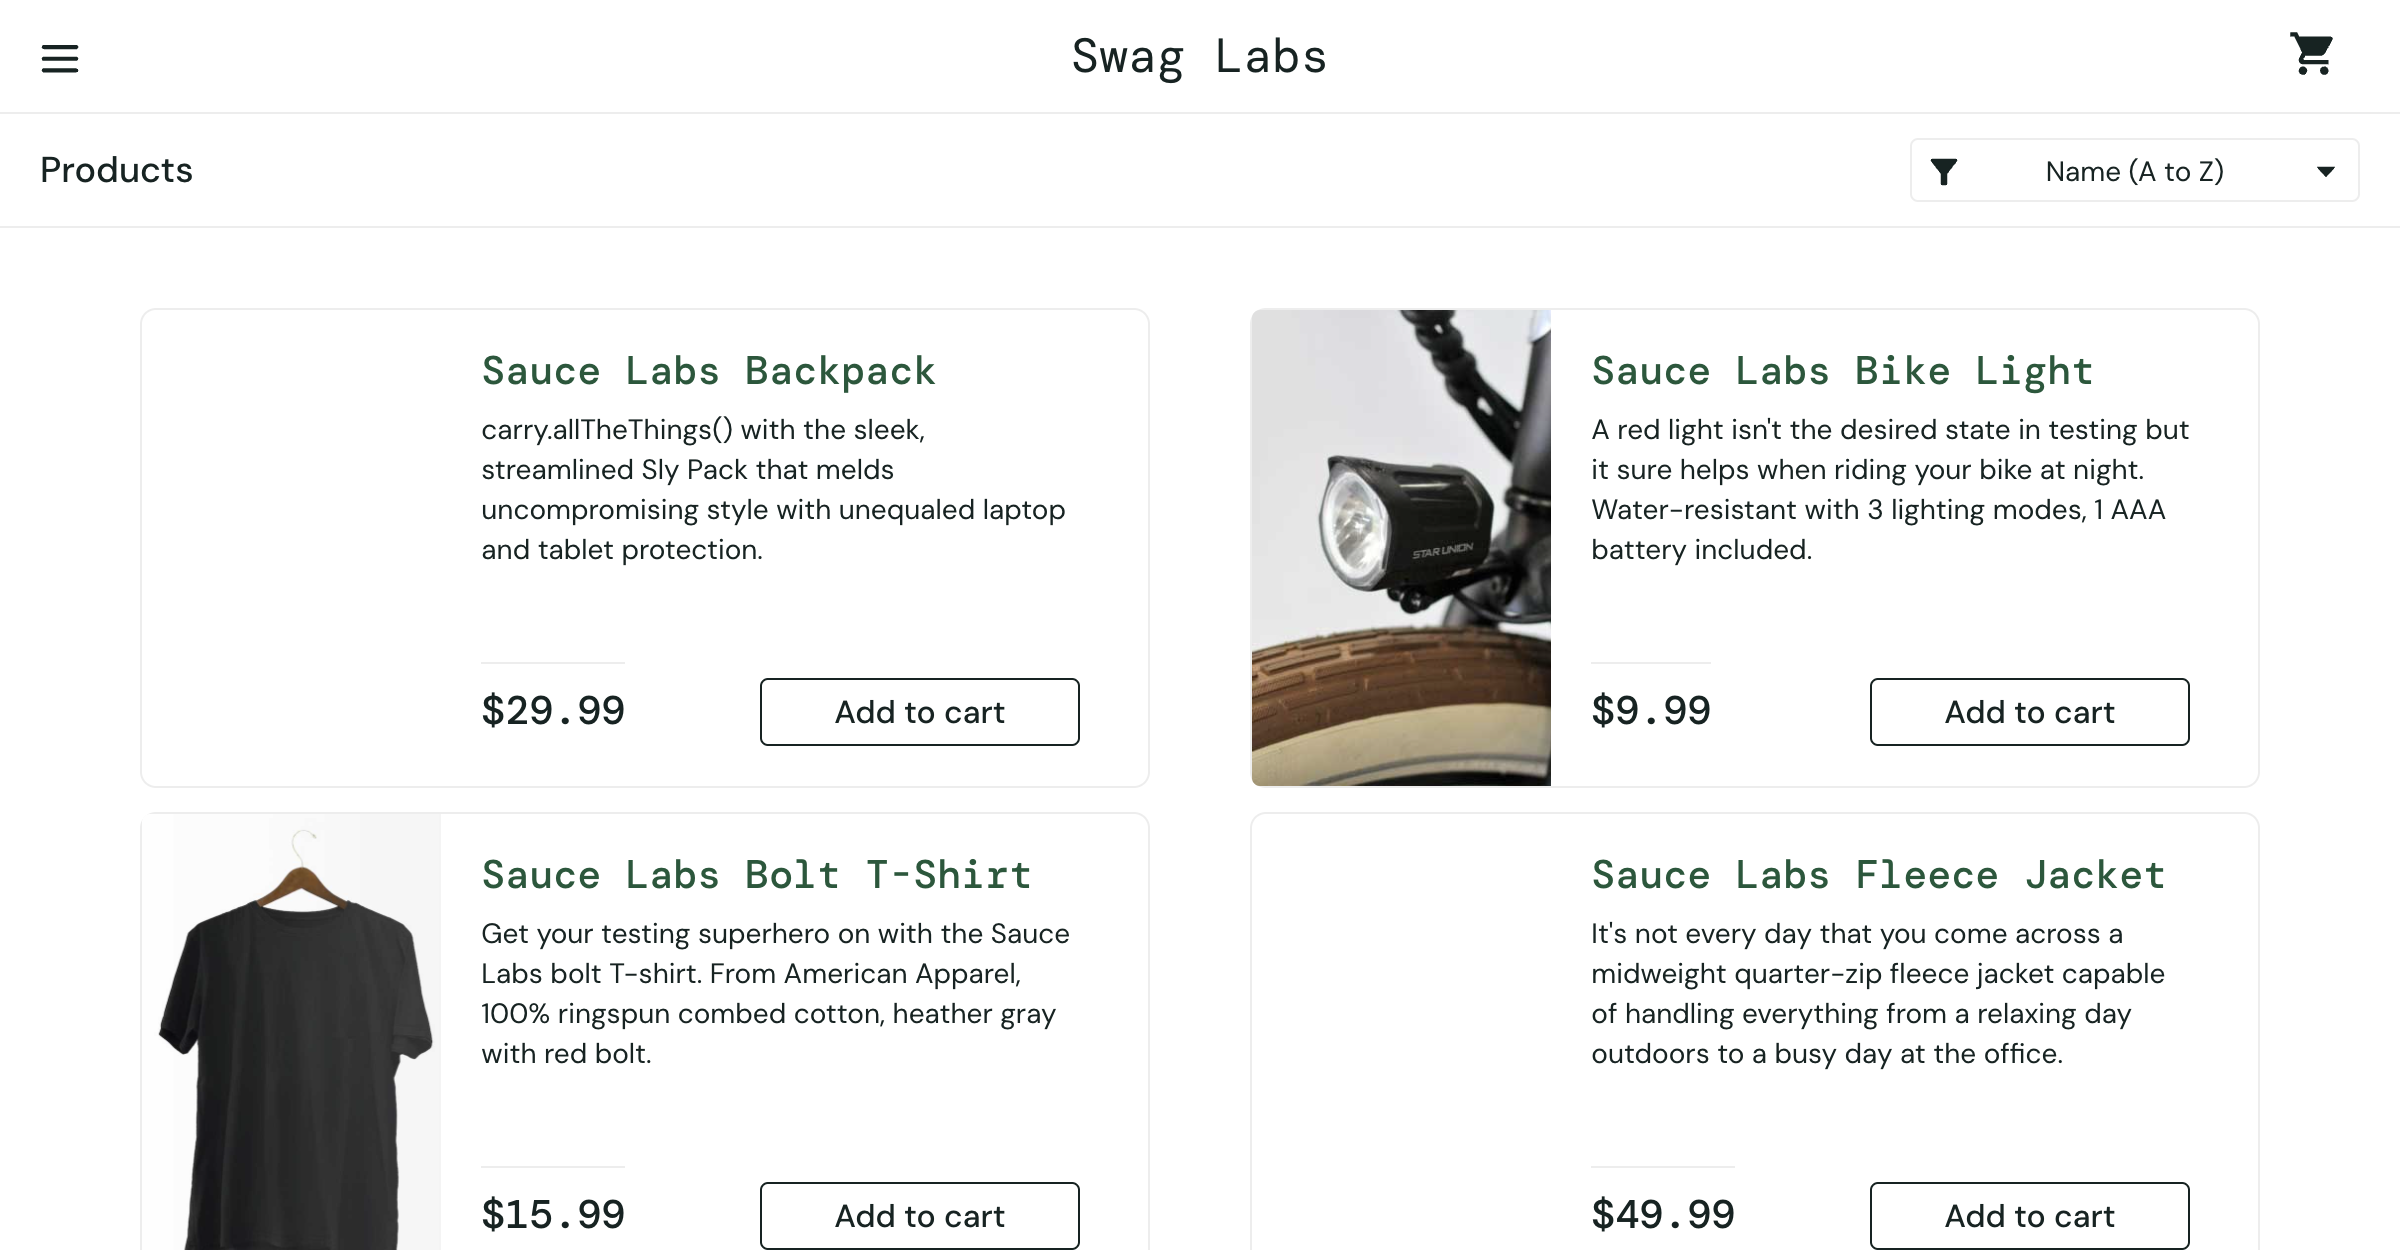 Swag Labs
Products
Name (A to Z)
Sauce Labs Backpack
carry.allTheThings() with the sleek,
streamlined Sly Pack that melds
uncompromising style with unequaled laptop
and tablet protection.
$29.99
Add to cart
STAR UNION
Sauce Labs Bike Light
A red light isn't the desired state in testing but
it sure helps when riding your bike at night.
Water-resistant with 3 lighting modes, 1 AAA
battery included.
$9.99
Add to cart
Sauce Labs Bolt T-Shirt
Get your testing superhero on with the Sauce
Labs bolt T-shirt. From American Apparel,
100% ringspun combed cotton, heather gray
with red bolt.
$15.99
Add to cart
Sauce Labs Fleece Jacket
It's not every day that you come across a
midweight quarter-zip fleece jacket capable
of handling everything from a relaxing day
outdoors to a busy day at the office.
$49.99
Add to cart